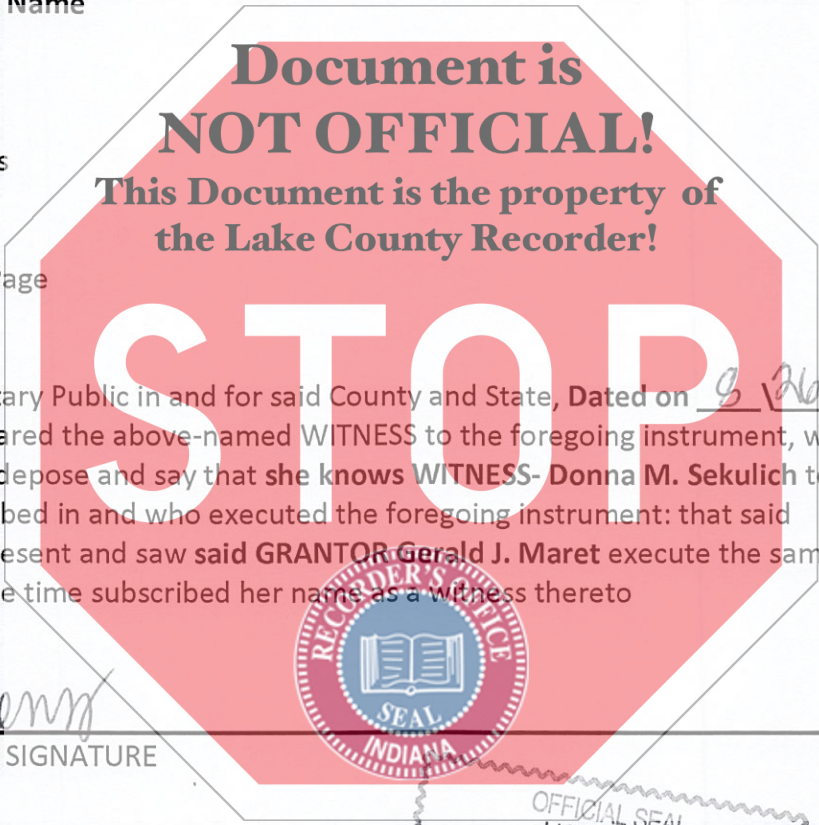 Name
Document is
NOT OFFICIAL!
This Document is the property of
the Lake County Recorder!
s
age
STOP
tary Public in and for said County and State, Dated on 8 \26
ared the above-named WITNESS to the foregoing instrument, w
depose and say that she knows WITNESS- Donna M. Sekulich to
bed in and who executed the foregoing instrument: that said
esent and saw said GRANTOR Gerald J. Maret execute the sam
e time subscribed her name as a witness thereto
RECORDER'S OFFICE
SEAL
INDIANA
SIGNATURE
OFFICIAL SEAL